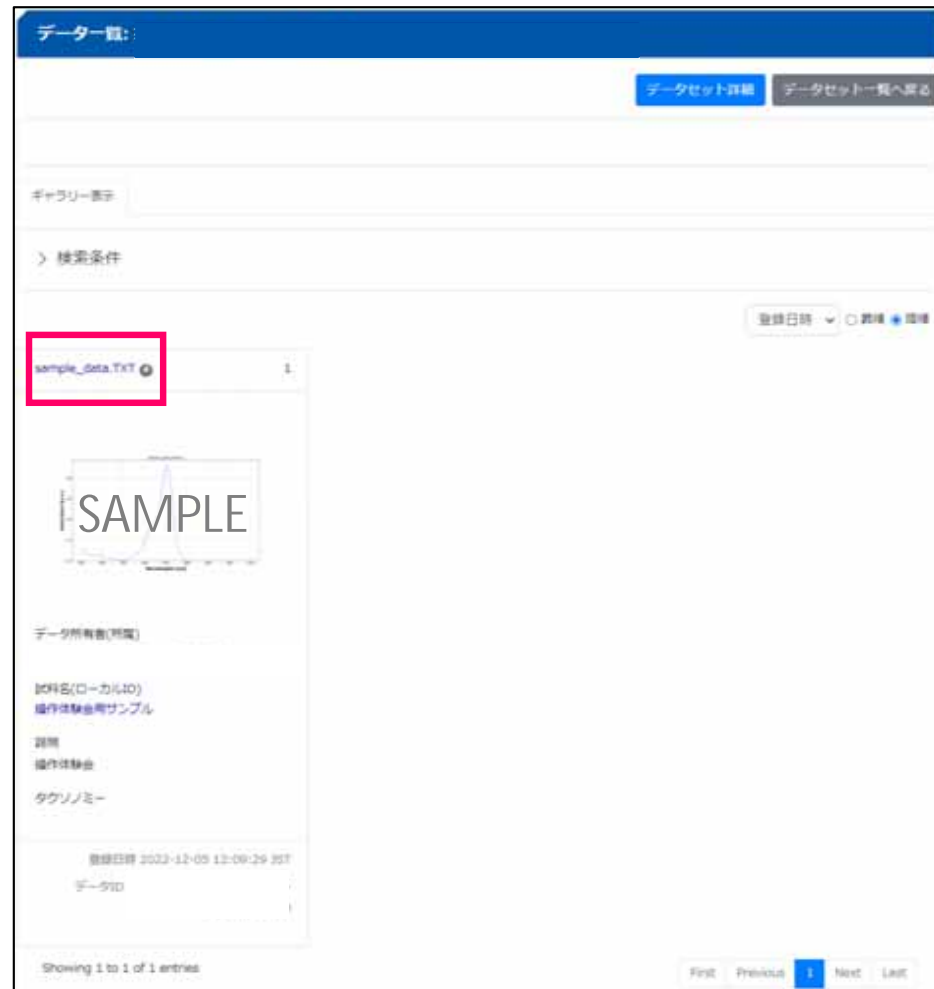 データ一覧:
データセット詳細 データセット一覧へ戻る
ギャラリー表示
> 検索条件
登録日時 昇順 降順
sample_data.TXT 1
SAMPLE
データ所有者(所属)
試料名(ローカルID)
操作体験会用サンプル
説明
操作体験会
タクソノミー
登録日時 2022-12-05 12:09:29 JST
データID
Showing 1 to 1 of 1 entries
First Previous 1 Next Last